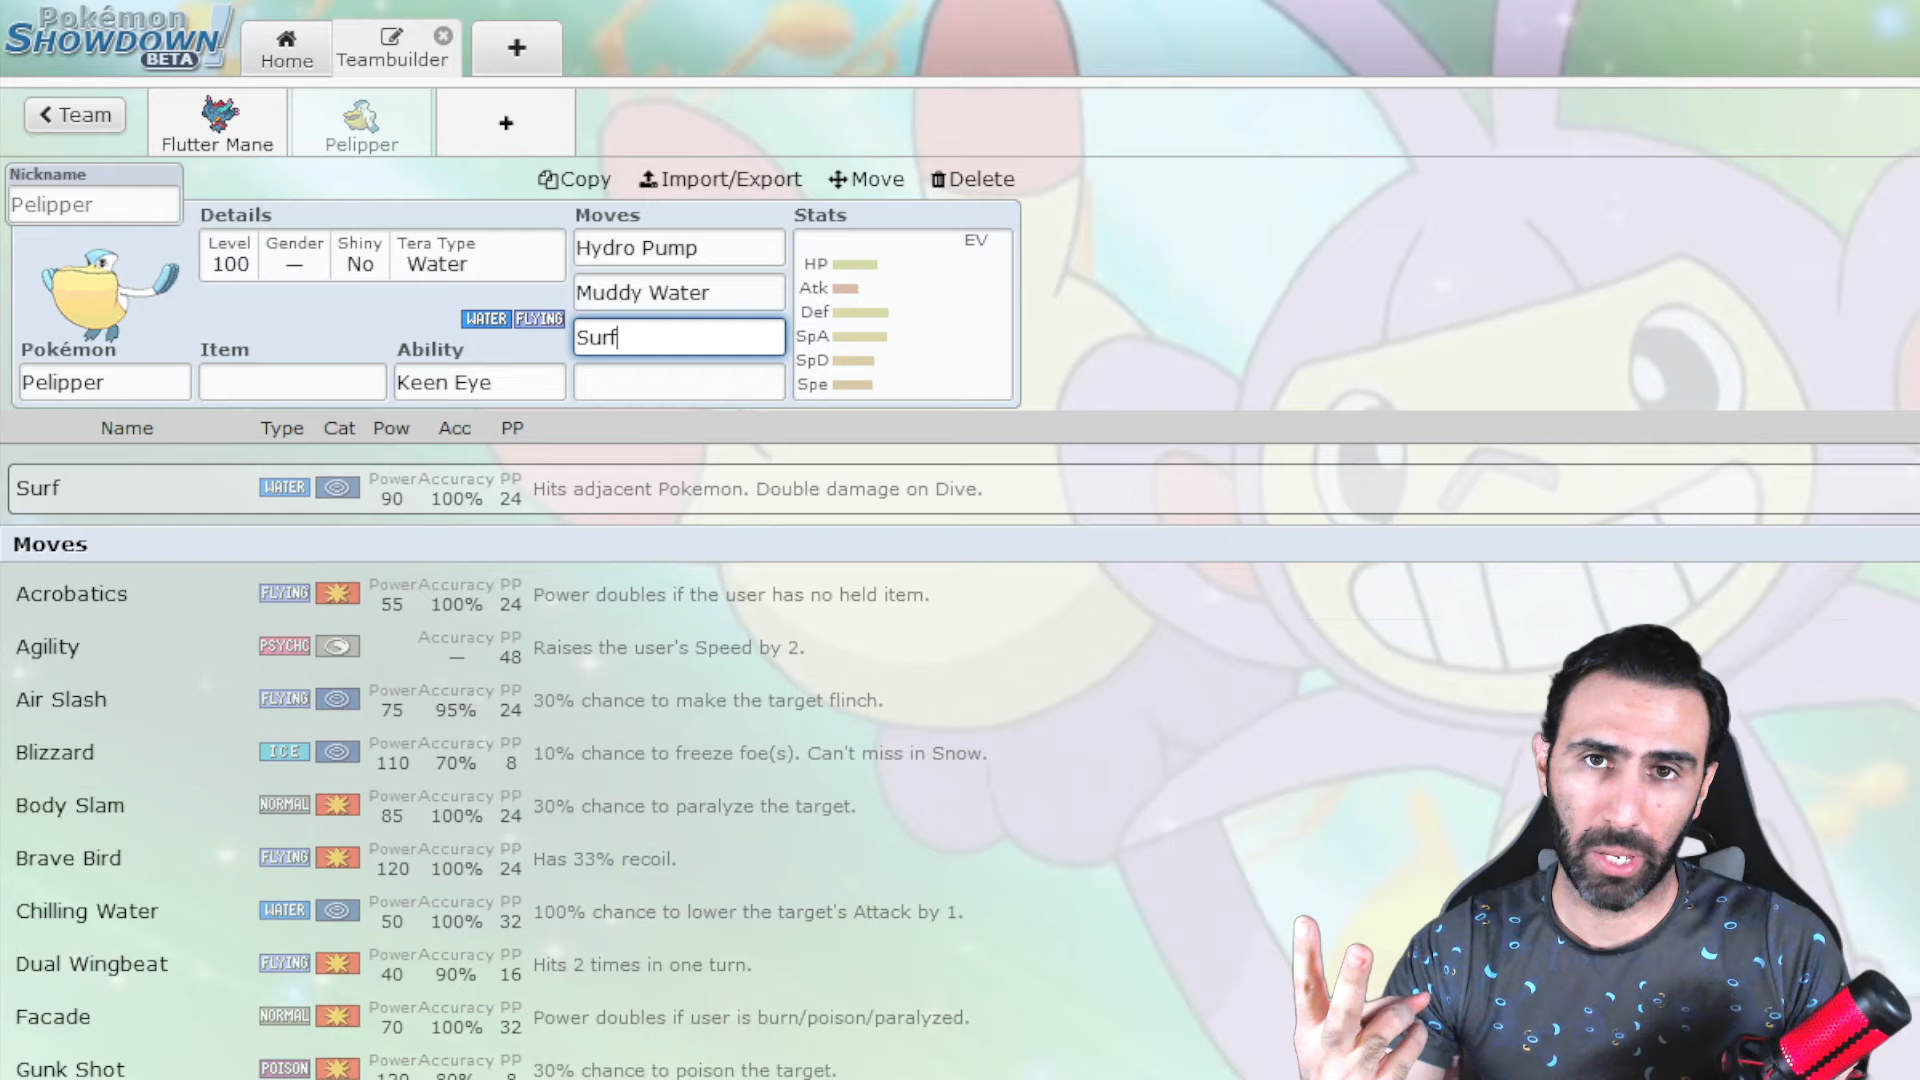 Pokémon
SHOWDOWN!
BETA
Home
Teambuilder
+
Team
Flutter Mane
Pelipper
+
Nickname
Pelipper
Copy
Import/Export
Move
Delete
Details
Moves
Stats
Level
100
Gender
—
Shiny
No
Tera Type
Water
WATER FLYING
Hydro Pump
Muddy Water
Surf
EV
HP
Atk
Def
SpA
SpD
Spe
Pokémon
Pelipper
Item
Ability
Keen Eye
Name Type Cat Pow Acc PP
Surf WATER Power 90 Accuracy 100% PP 24 Hits adjacent Pokemon. Double damage on Dive.
Moves
Acrobatics FLYING Power 55 Accuracy 100% PP 24 Power doubles if the user has no held item.
Agility PSYCHC Accuracy — PP 48 Raises the user's Speed by 2.
Air Slash FLYING Power 75 Accuracy 95% PP 24 30% chance to make the target flinch.
Blizzard ICE Power 110 Accuracy 70% PP 8 10% chance to freeze foe(s). Can't miss in Snow.
Body Slam NORMAL Power 85 Accuracy 100% PP 24 30% chance to paralyze the target.
Brave Bird FLYING Power 120 Accuracy 100% PP 24 Has 33% recoil.
Chilling Water WATER Power 50 Accuracy 100% PP 32 100% chance to lower the target's Attack by 1.
Dual Wingbeat FLYING Power 40 Accuracy 90% PP 16 Hits 2 times in one turn.
Facade NORMAL Power 70 Accuracy 100% PP 32 Power doubles if user is burn/poison/paralyzed.
Gunk Shot POISON Power 120 Accuracy 80% PP 8 30% chance to poison the target.